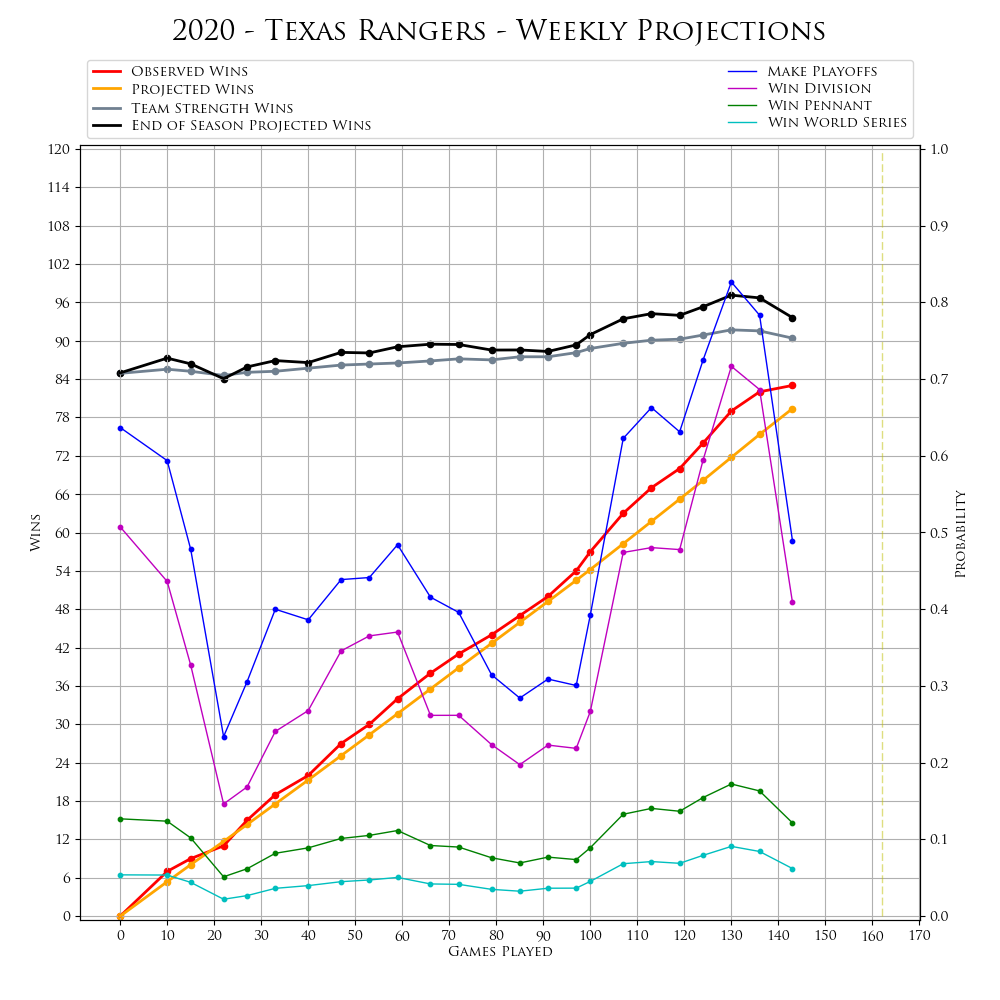 2020 - Texas Rangers - Weekly Projections
Observed Wins
Projected Wins
Team Strength Wins
End of Season Projected Wins
Make Playoffs
Win Division
Win Pennant
Win World Series
120
114
108
102
96
90
84
78
72
66
60
54
48
42
36
30
24
18
12
6
0
Wins
1.0
0.9
0.8
0.7
0.6
0.5
0.4
0.3
0.2
0.1
0.0
Probability
0 10 20 30 40 50 60 70 80 90 100 110 120 130 140 150 160 170
Games Played